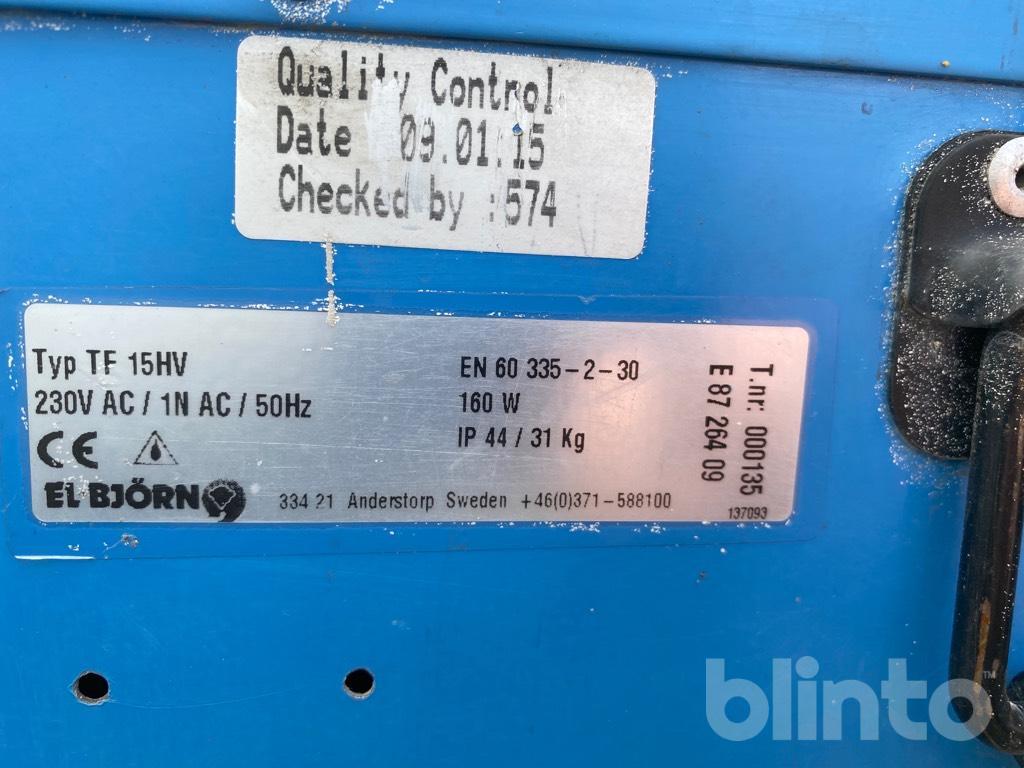 Quality Control
Date 09.01.15
Checked by :574
Typ TF 15HV
230V AC / 1N AC / 50Hz
CE
EL BJÖRN
EN 60 335-2-30
160 W
IP 44 / 31 Kg
334 21 Anderstorp Sweden +46(0)371-588100
T.nr: 000135
E 87 264 09
137093
blinto™